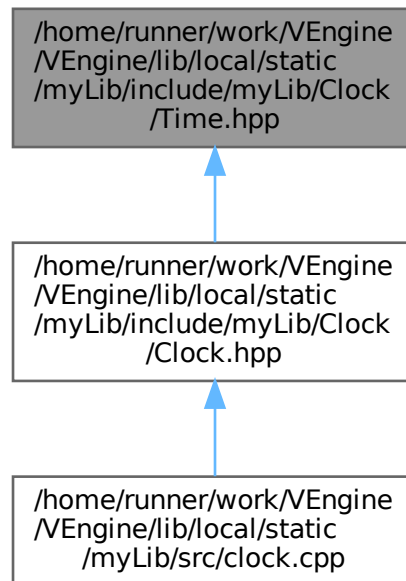 /home/runner/work/VEngine
/VEngine/lib/local/static
/myLib/include/myLib/Clock
/Time.hpp
/home/runner/work/VEngine
/VEngine/lib/local/static
/myLib/include/myLib/Clock
/Clock.hpp
/home/runner/work/VEngine
/VEngine/lib/local/static
/myLib/src/clock.cpp